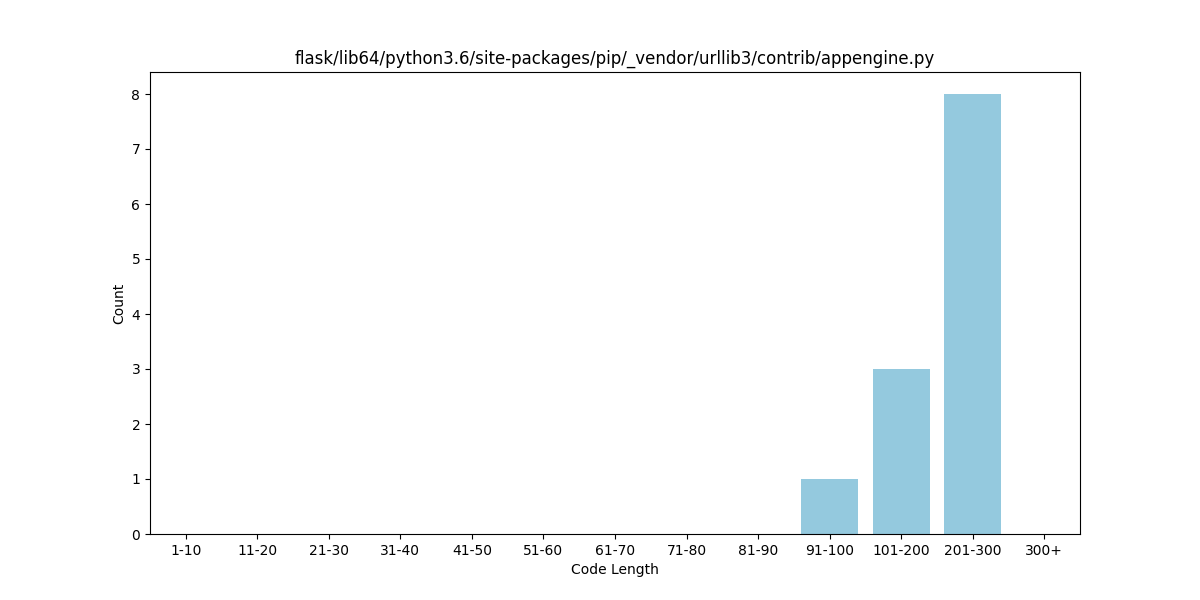 flask/lib64/python3.6/site-packages/pip/_vendor/urllib3/contrib/appengine.py
8
7
6
5
4
3
2
1
0
Count
1-10 11-20 21-30 31-40 41-50 51-60 61-70 71-80 81-90 91-100 101-200 201-300 300+
Code Length